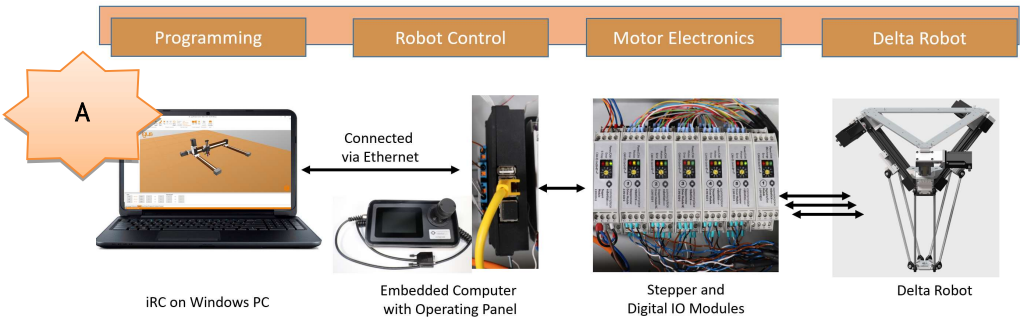 Programming
Robot Control
Motor Electronics
Delta Robot
A
Connected
via Ethernet
iRC on Windows PC
Embedded Computer
with Operating Panel
Stepper and
Digital IO Modules
Delta Robot